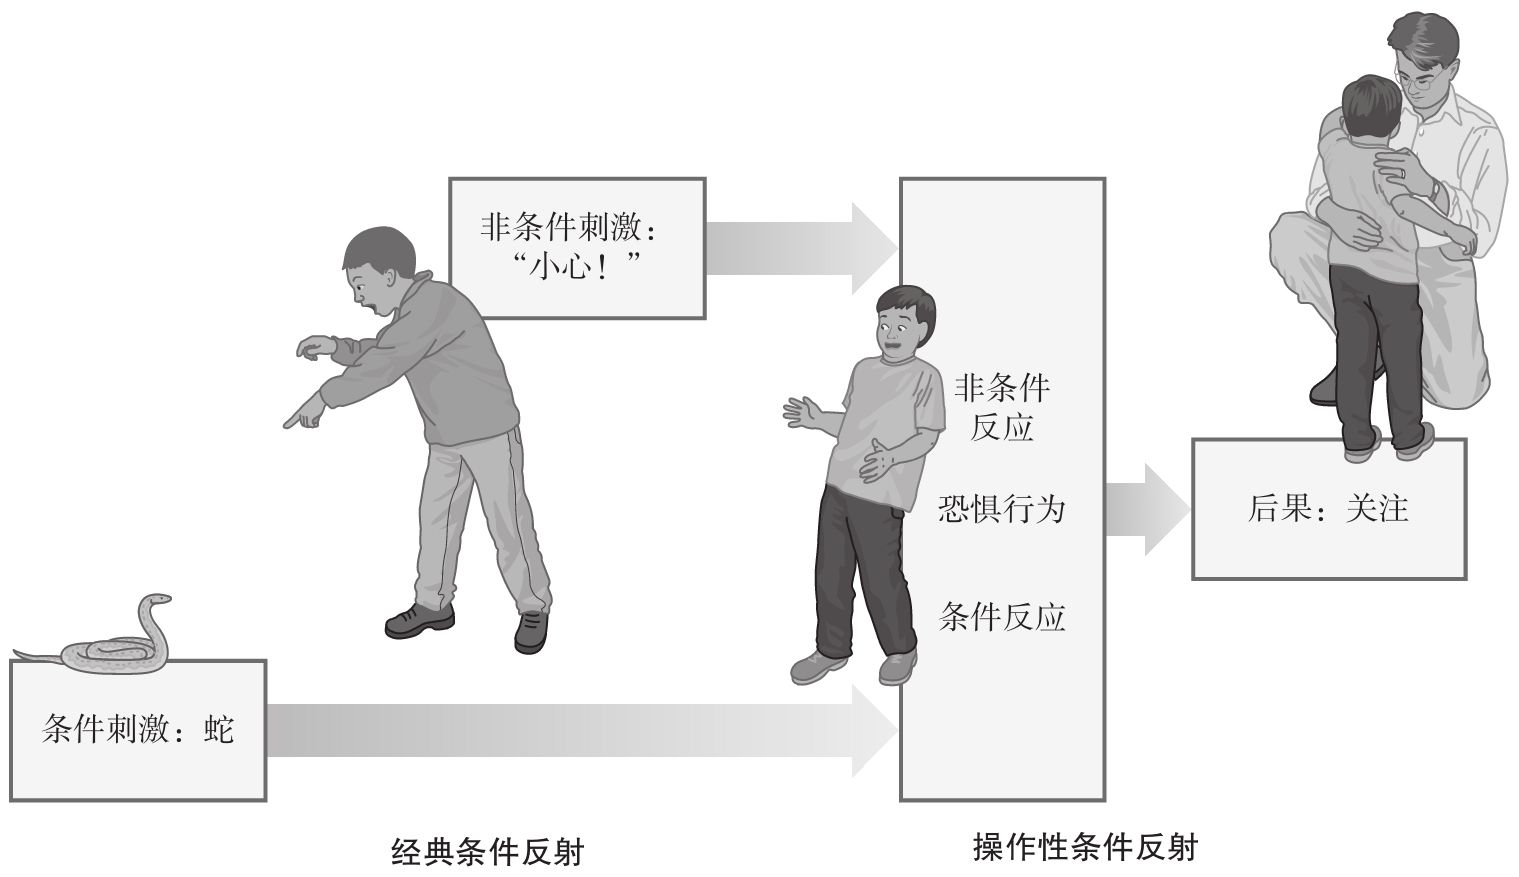 非条件刺激：
“小心！”
非条件
反应
恐惧行为
条件反应
后果：关注
条件刺激：蛇
经典条件反射
操作性条件反射